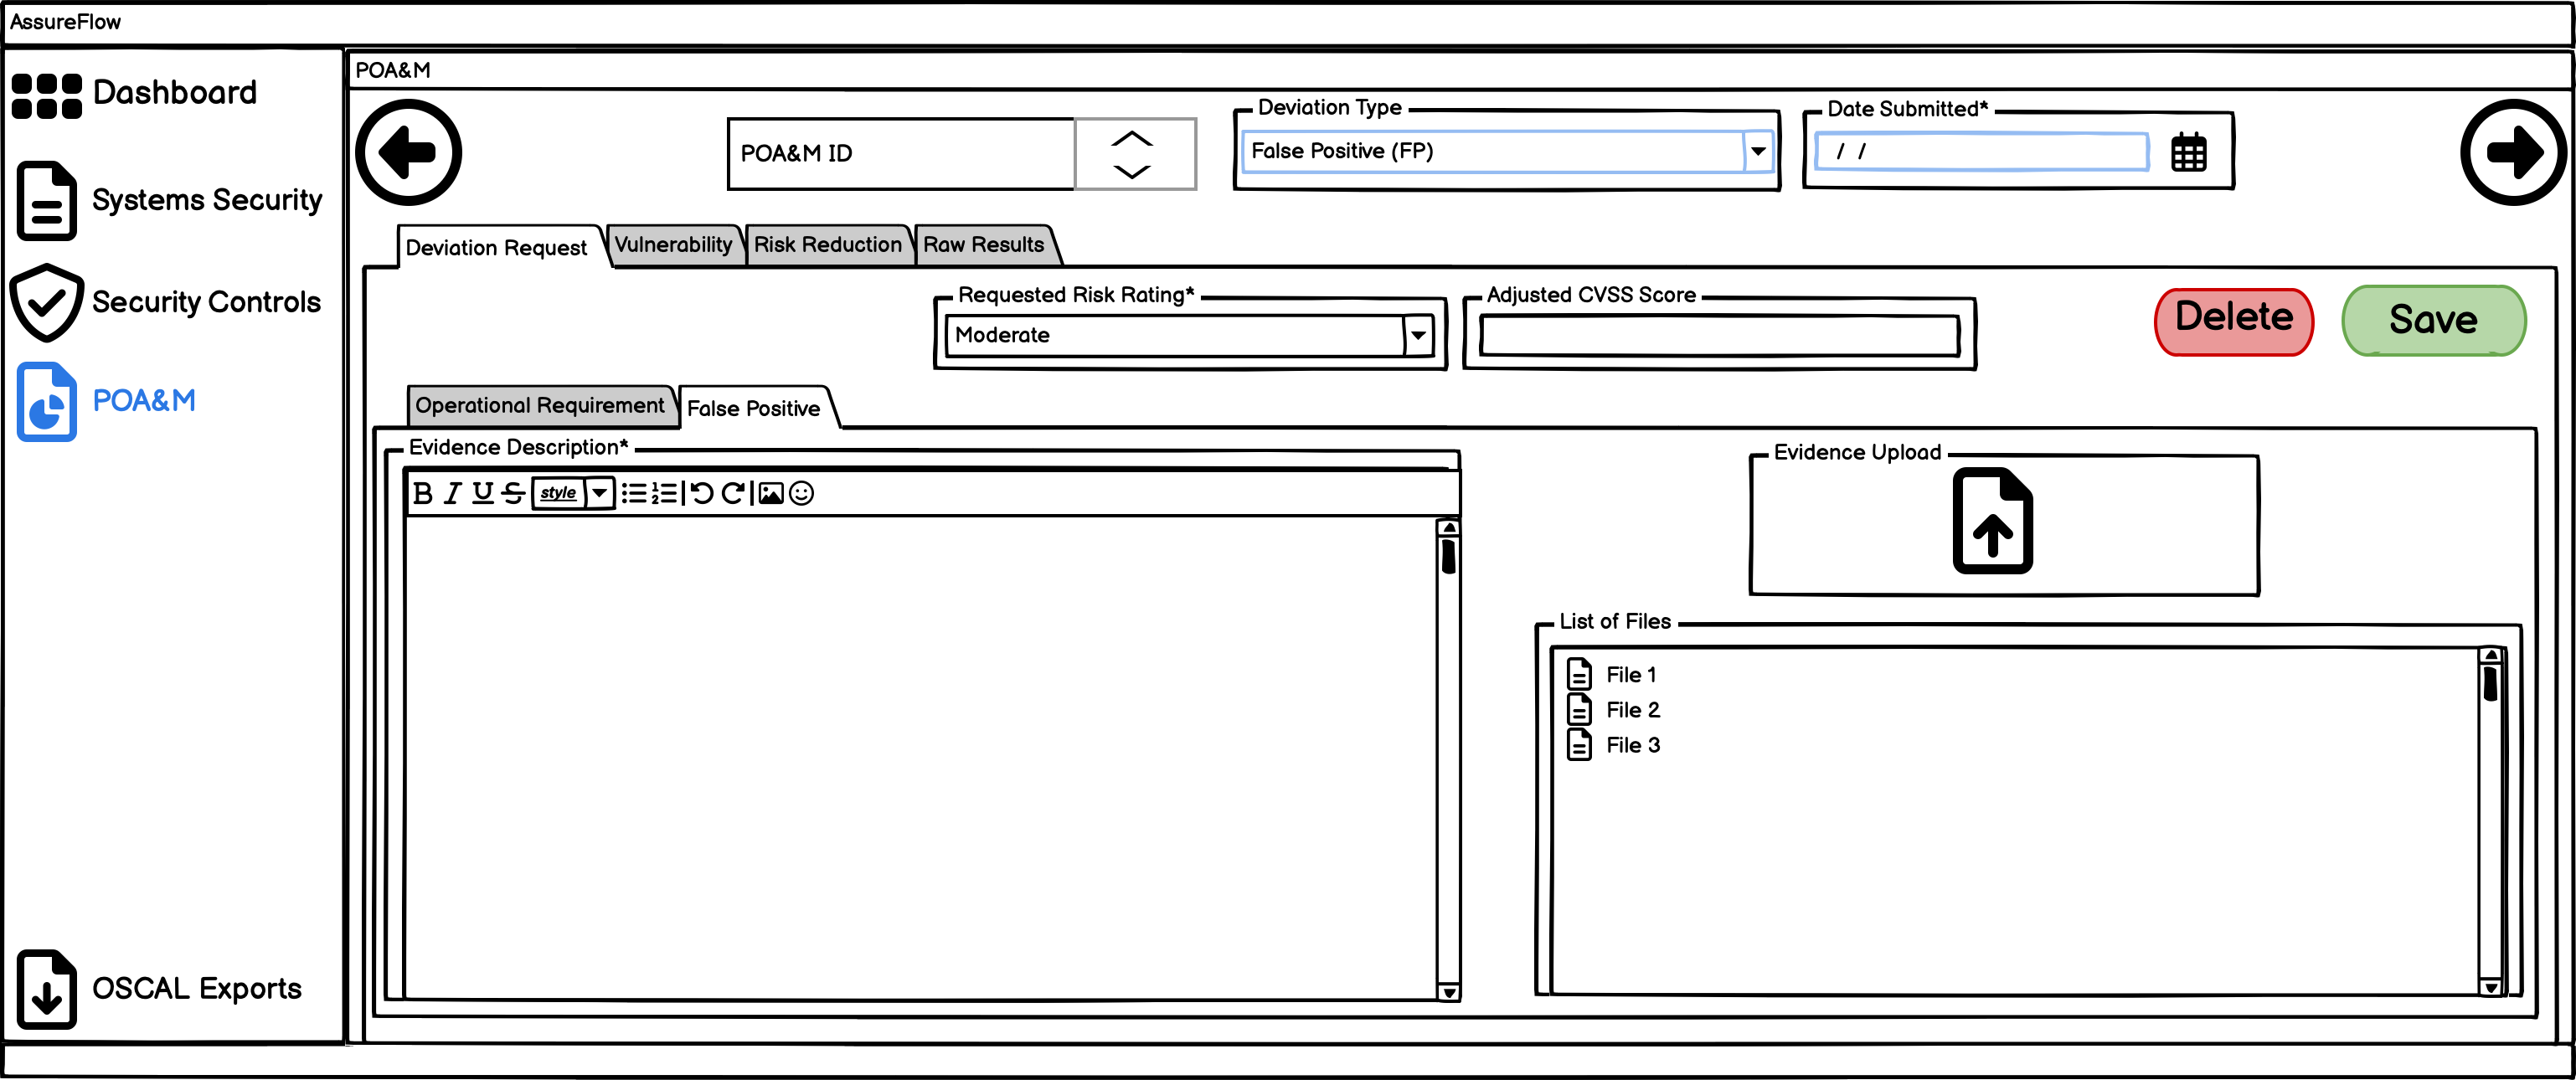 AssureFlow
Dashboard
Systems Security
Security Controls
POA&M
OSCAL Exports
POA&M
POA&M ID
Deviation Type
False Positive (FP)
Date Submitted*
/ /
Deviation Request
Vulnerability
Risk Reduction
Raw Results
Requested Risk Rating*
Moderate
Adjusted CVSS Score
Delete
Save
Operational Requirement
False Positive
Evidence Description*
B I U S style
Evidence Upload
List of Files
File 1
File 2
File 3